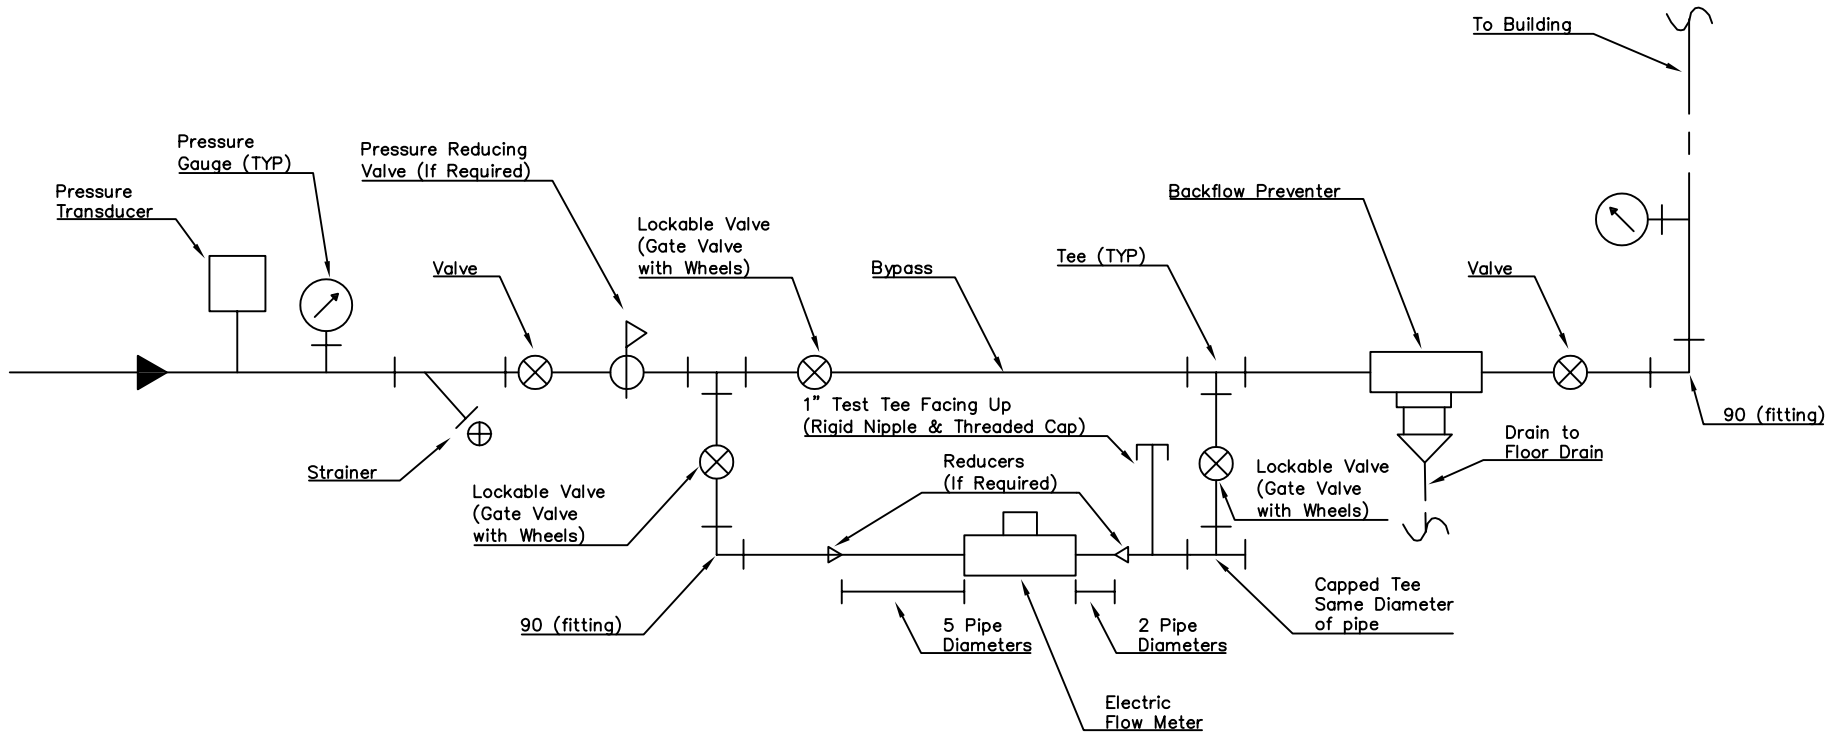 To Building
Pressure
Gauge (TYP)
Pressure Reducing
Valve (If Required)
Pressure
Transducer
Backflow Preventer
Lockable Valve
(Gate Valve
with Wheels)
Valve
Bypass
Tee (TYP)
Valve
1" Test Tee Facing Up
(Rigid Nipple & Threaded Cap)
90 (fitting)
Drain to
Floor Drain
Strainer
Reducers
(If Required)
Lockable Valve
(Gate Valve
with Wheels)
Lockable Valve
(Gate Valve
with Wheels)
Capped Tee
Same Diameter
of pipe
90 (fitting)
5 Pipe
Diameters
2 Pipe
Diameters
Electric
Flow Meter